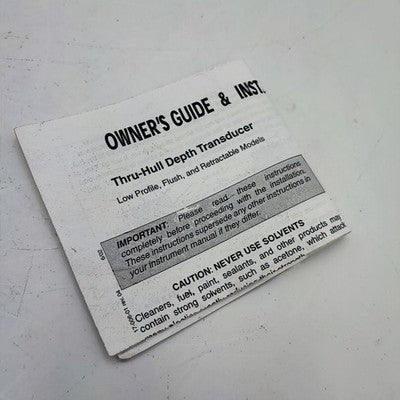 OWNER'S GUIDE & INST.
Thru-Hull Depth Transducer
Low Profile, Flush, and Retractable Models
IMPORTANT: Please read these instructions
completely before proceeding with the installation.
These instructions supersede any other instructions in
your instrument manual if they differ.
CAUTION: NEVER USE SOLVENTS
Cleaners, fuel, paint, sealants, and other products may
contain strong solvents, such as acetone, which attack